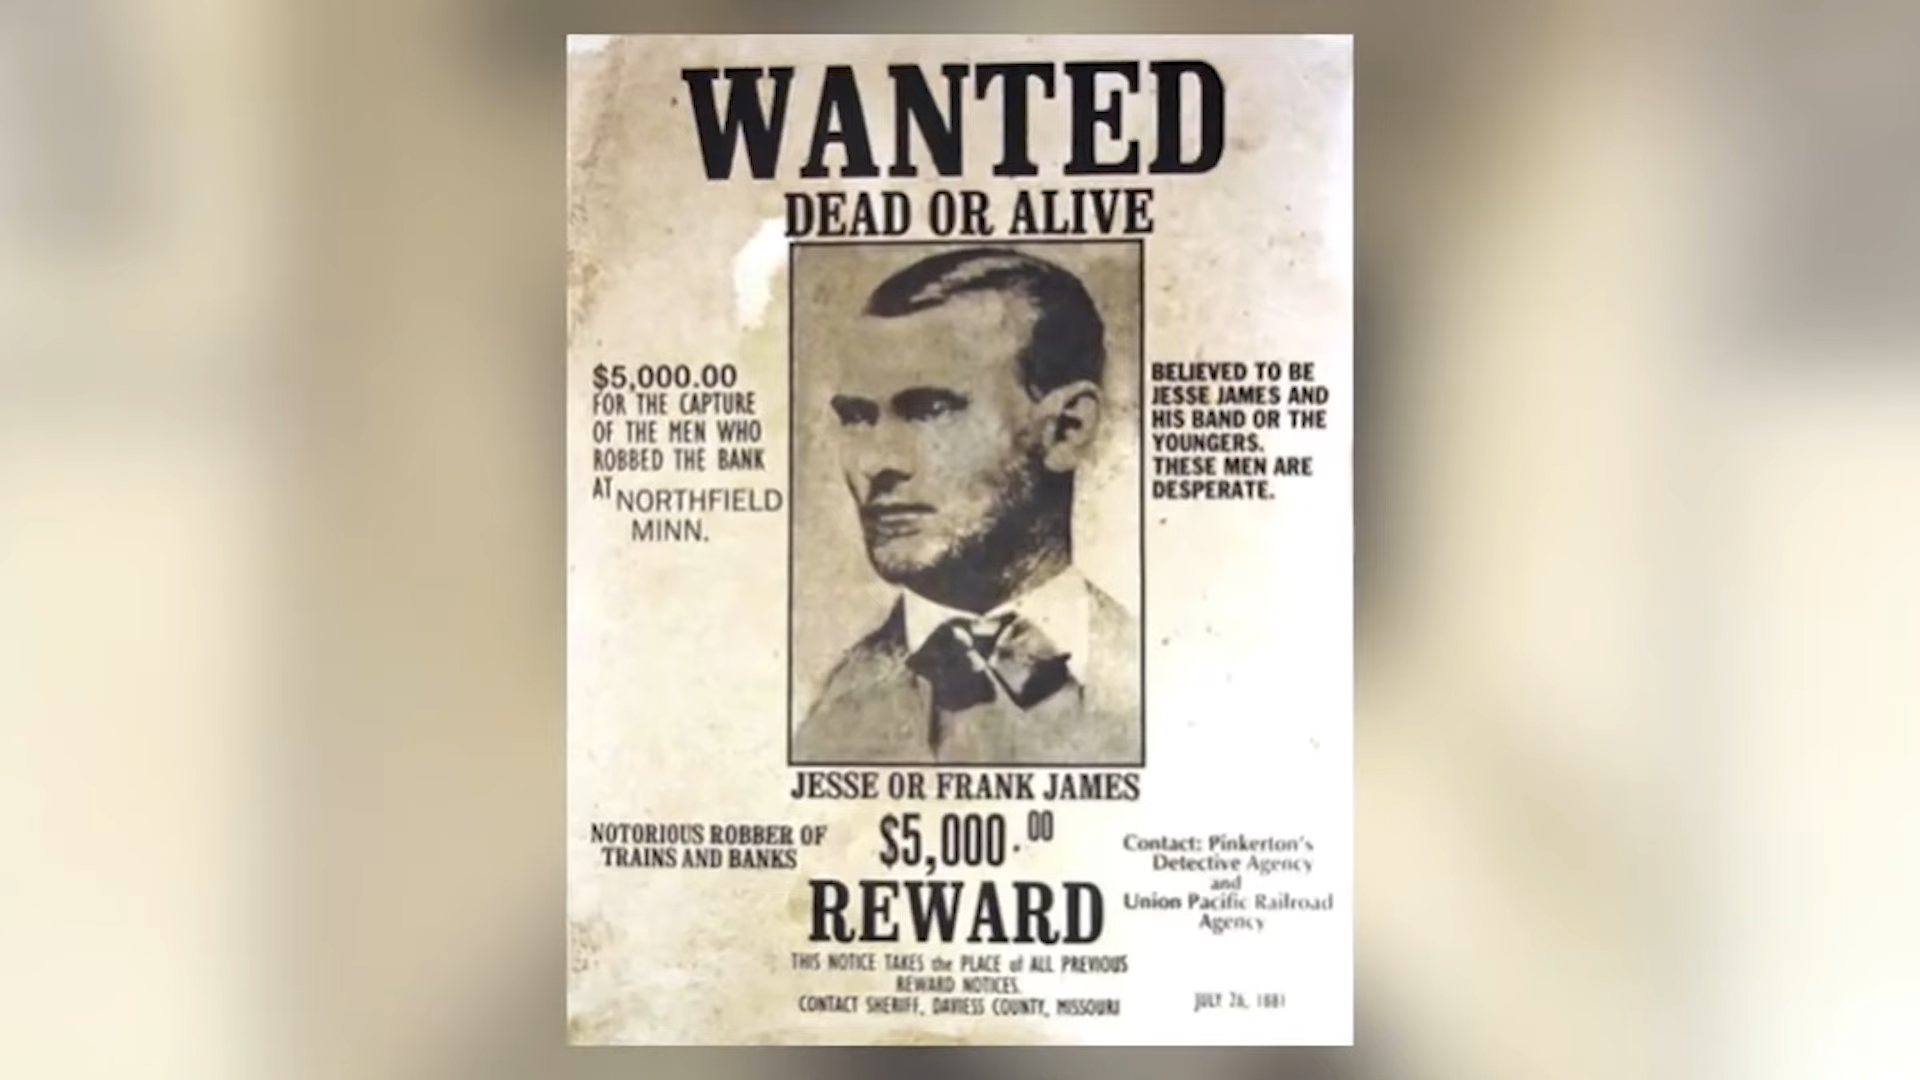 WANTED
DEAD OR ALIVE
$5,000.00
FOR THE CAPTURE
OF THE MEN WHO
ROBBED THE BANK
AT NORTHFIELD
MINN.
BELIEVED TO BE
JESSE JAMES AND
HIS BAND OR THE
YOUNGERS.
THESE MEN ARE
DESPERATE.
JESSE OR FRANK JAMES
NOTORIOUS ROBBER OF
TRAINS AND BANKS
$5,000.00
REWARD
Contact: Pinkerton's
Detective Agency
and
Union Pacific Railroad
Agency
THIS NOTICE TAKES the PLACE of ALL PREVIOUS
REWARD NOTICES.
CONTACT SHERIFF, DAVIESS COUNTY, MISSOURI
JULY 26, 1881